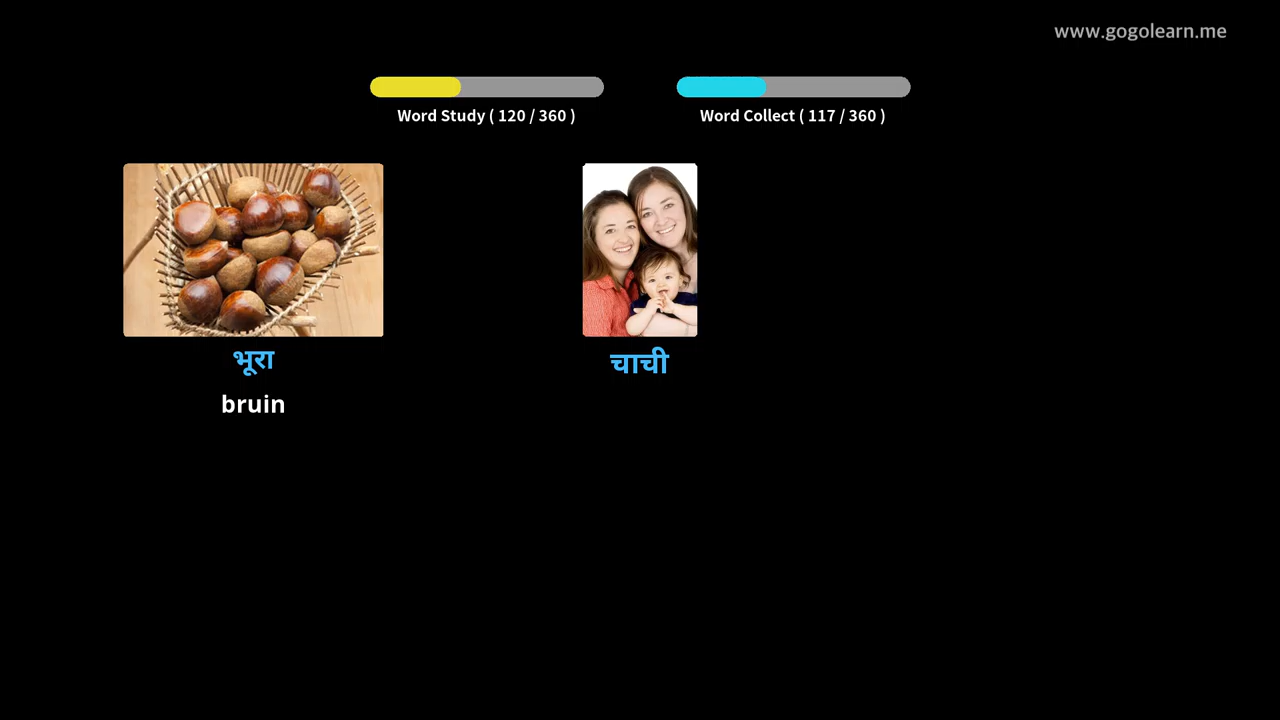 www.gogolearn.me
Word Study ( 120 / 360 )
Word Collect ( 117 / 360 )
भूरा
bruin
चाची